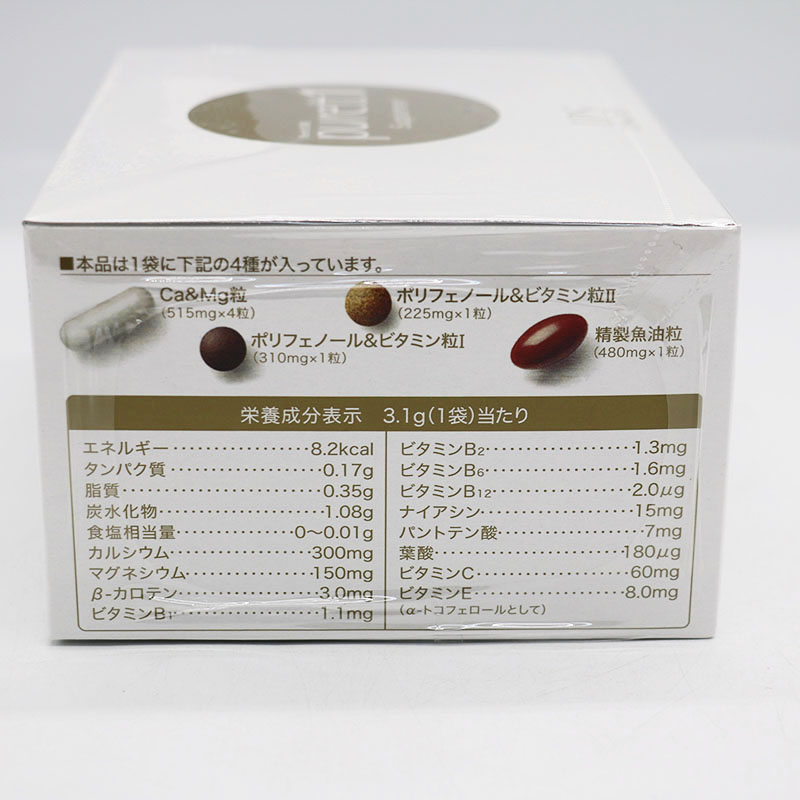 ■本品は1袋に下記の4種が入っています。
Ca&Mg粒
(515mg×4粒)
ポリフェノール&ビタミン粒Ⅱ
(225mg×1粒)
ポリフェノール&ビタミン粒Ⅰ
(310mg×1粒)
精製魚油粒
(480mg×1粒)
栄養成分表示 3.1g(1袋)当たり
エネルギー………………8.2kcal
タンパク質………………0.17g
脂質………………0.35g
炭水化物………………1.08g
食塩相当量………………0〜0.01g
カルシウム………………300mg
マグネシウム………………150mg
β-カロテン………………3.0mg
ビタミンB1………………1.1mg
ビタミンB2………………1.3mg
ビタミンB6………………1.6mg
ビタミンB12………………2.0μg
ナイアシン………………15mg
パントテン酸………………7mg
葉酸………………180μg
ビタミンC………………60mg
ビタミンE………………8.0mg
(α-トコフェロールとして)